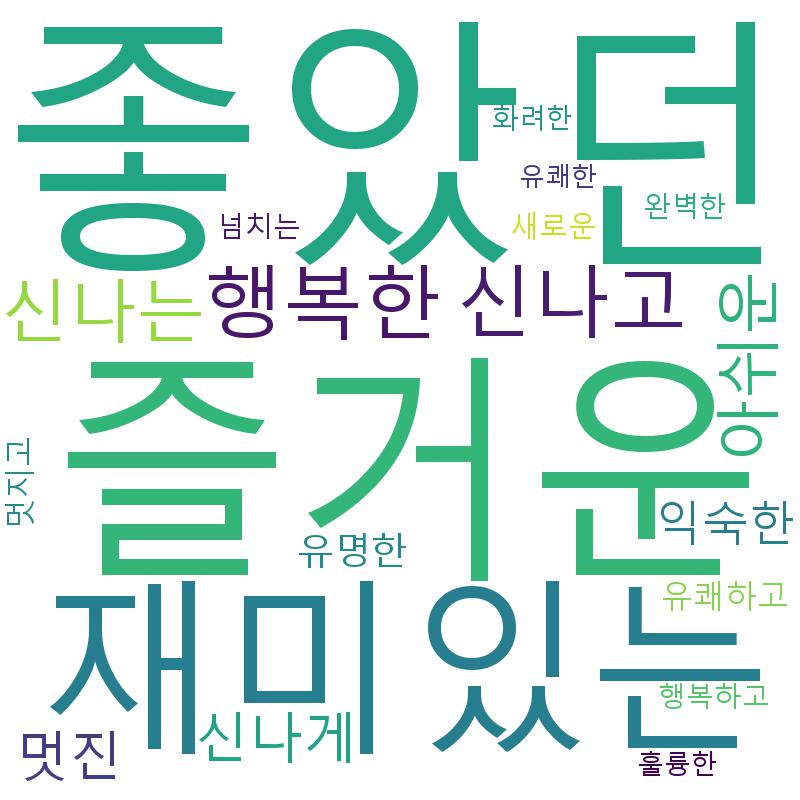 좋았던
화려한
유쾌한
완벽한
넘치는
새로운
신나는
행복한
신나고
아쉬운
즐거운
멋지고
익숙한
유명한
재미있는
유쾌하고
행복하고
신나게
멋진
훌륭한